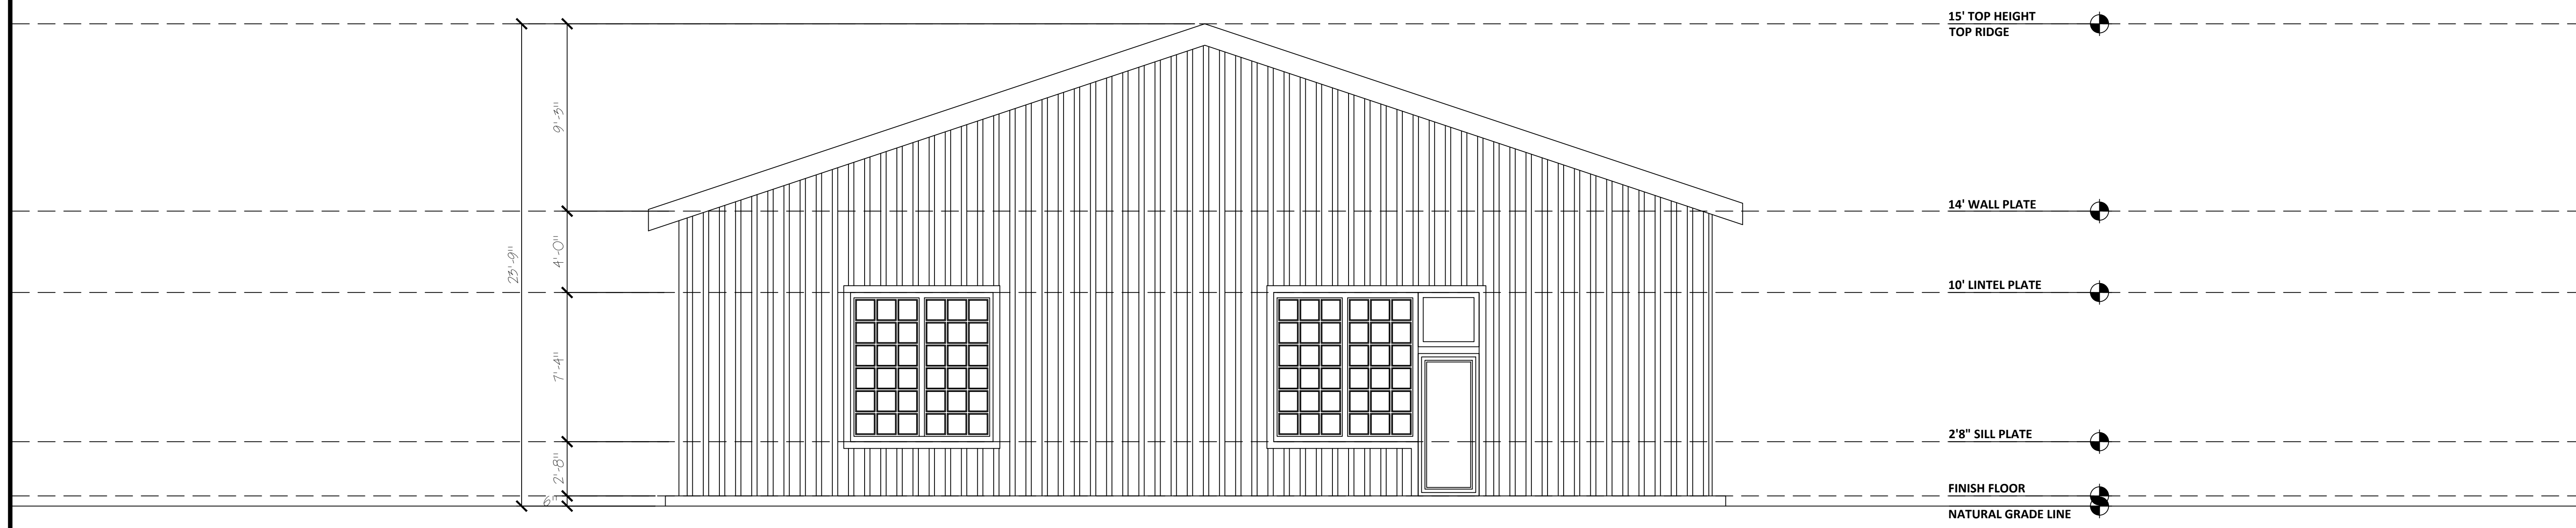 15' TOP HEIGHT
TOP RIDGE
9'-3"
14' WALL PLATE
4'-0"
23'-9"
10' LINTEL PLATE
7'-4"
2'8" SILL PLATE
2'-8"
FINISH FLOOR
6"
NATURAL GRADE LINE